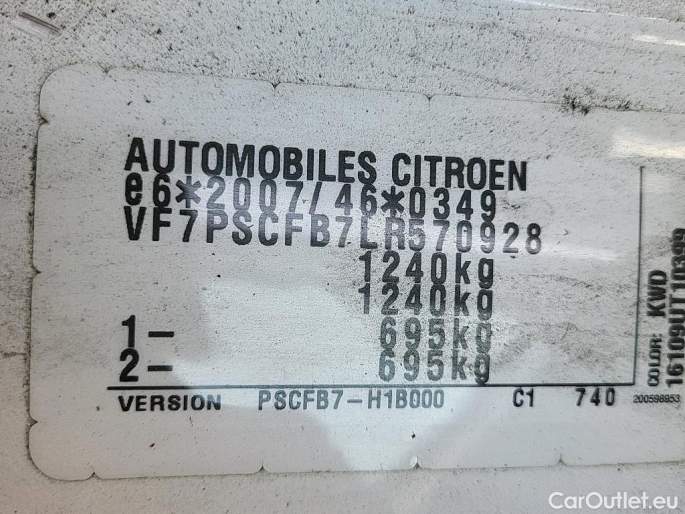 AUTOMOBILES CITROEN
e6*2007/46*0349
VF7PSCFB7LR570928
1240kg
1240kg
1- 695kg
2- 695kg
VERSION PSCFB7-H1B000 C1 740
COLOR: KWD
16109UT10399
200598953
CarOutlet.eu